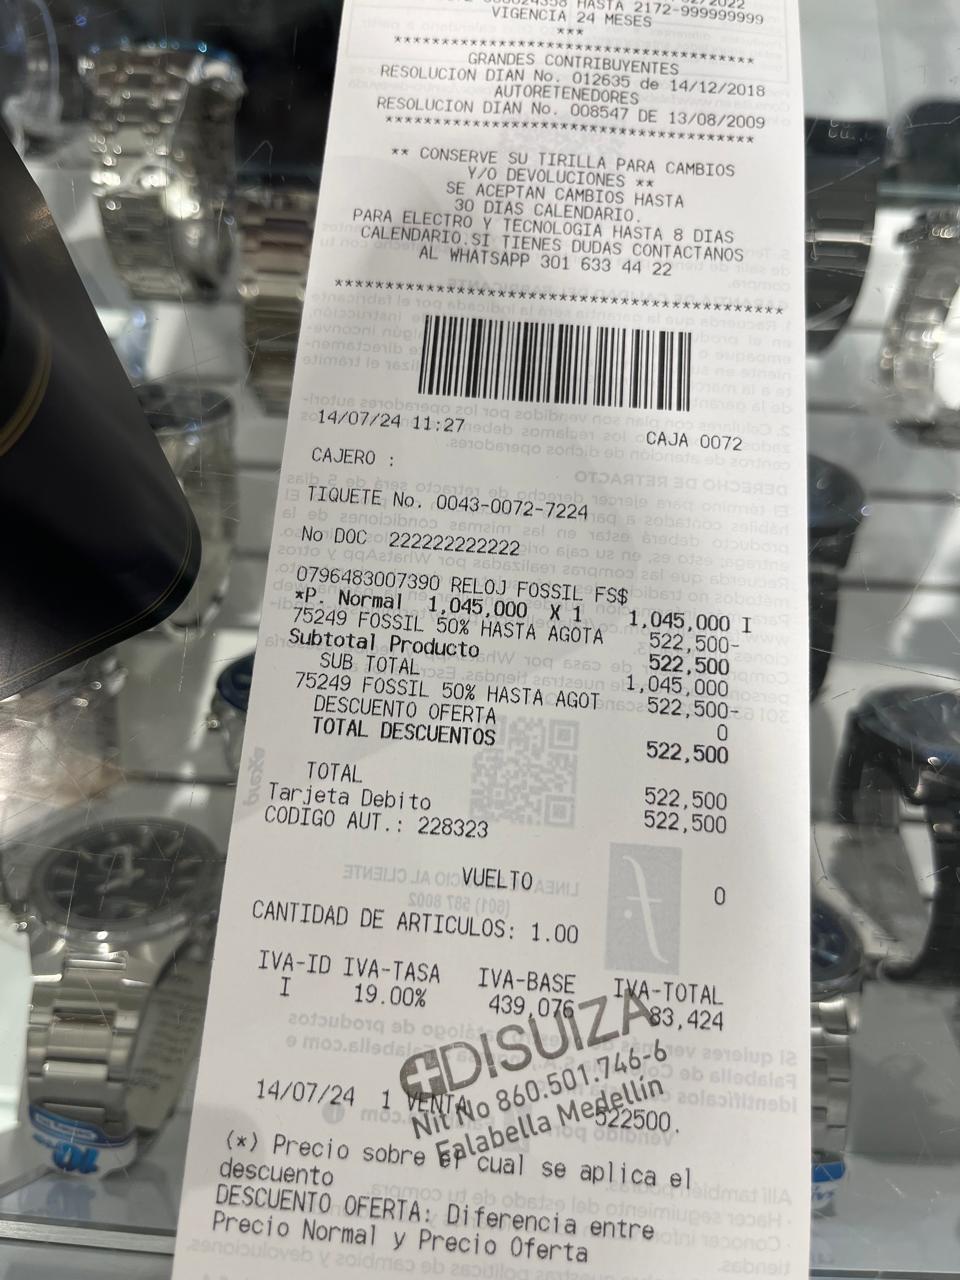 HASTA 2172-999999999
VIGENCIA 24 MESES
***
****************************************
GRANDES CONTRIBUYENTES
RESOLUCION DIAN No. 012635 de 14/12/2018
AUTORETENEDORES
RESOLUCION DIAN No. 008547 DE 13/08/2009
****************************************
** CONSERVE SU TIRILLA PARA CAMBIOS
Y/O DEVOLUCIONES **
SE ACEPTAN CAMBIOS HASTA
30 DIAS CALENDARIO.
PARA ELECTRO Y TECNOLOGIA HASTA 8 DIAS
CALENDARIO.SI TIENES DUDAS CONTACTANOS
AL WHATSAPP 301 633 44 22
************************************************
14/07/24 11:27 CAJA 0072
CAJERO :
TIQUETE No. 0043-0072-7224
No DOC 222222222222
0796483007390 RELOJ FOSSIL FS$
*P. Normal 1,045,000 X 1 1,045,000 I
75249 FOSSIL 50% HASTA AGOTA 522,500-
Subtotal Producto 522,500
SUB TOTAL 1,045,000
75249 FOSSIL 50% HASTA AGOT 522,500-
DESCUENTO OFERTA 0
TOTAL DESCUENTOS 522,500
TOTAL 522,500
Tarjeta Debito 522,500
CODIGO AUT.: 228323
VUELTO 0
CANTIDAD DE ARTICULOS: 1.00
IVA-ID IVA-TASA IVA-BASE IVA-TOTAL
I 19.00% 439,076 83,424
DISUIZA
Nit No 860.501.746-6
Falabella Medellín
14/07/24 1 VENTA 522500.
(*) Precio sobre el cual se aplica el
descuento
DESCUENTO OFERTA: Diferencia entre
Precio Normal y Precio Oferta